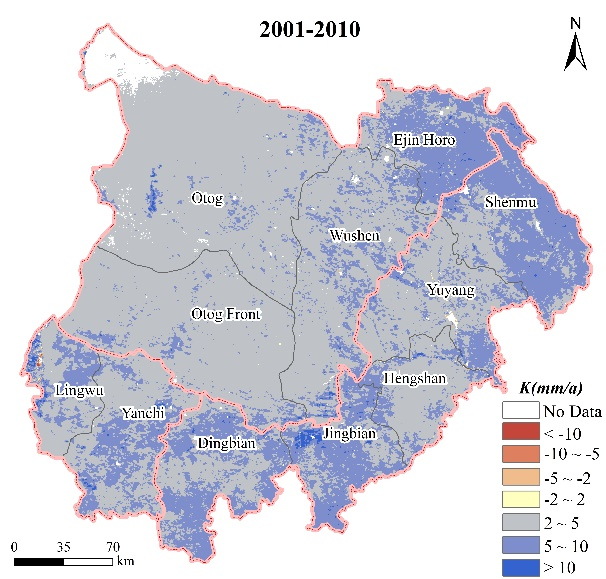 2001-2010
N
Ejin Horo
Shenmu
Otog
Wushen
Yuyang
Otog Front
Hengshan
Lingwu
Yanchi
Dingbian
Jingbian
K(mm/a)
No Data
< -10
-10 ~ -5
-5 ~ -2
-2 ~ 2
2 ~ 5
5 ~ 10
> 10
0 35 70
km